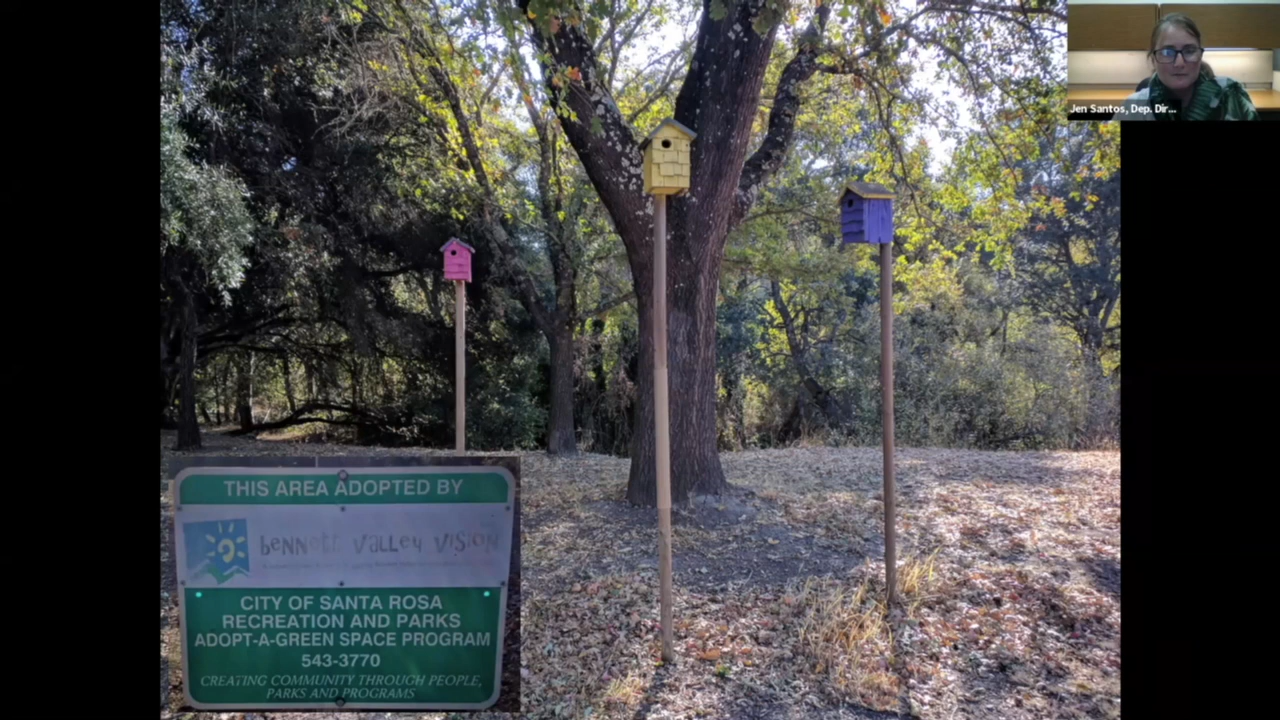 Jen Santos, Dep. Dir...
THIS AREA ADOPTED BY
bennett valley vision
CITY OF SANTA ROSA
RECREATION AND PARKS
ADOPT-A-GREEN SPACE PROGRAM
543-3770
CREATING COMMUNITY THROUGH PEOPLE,
PARKS AND PROGRAMS